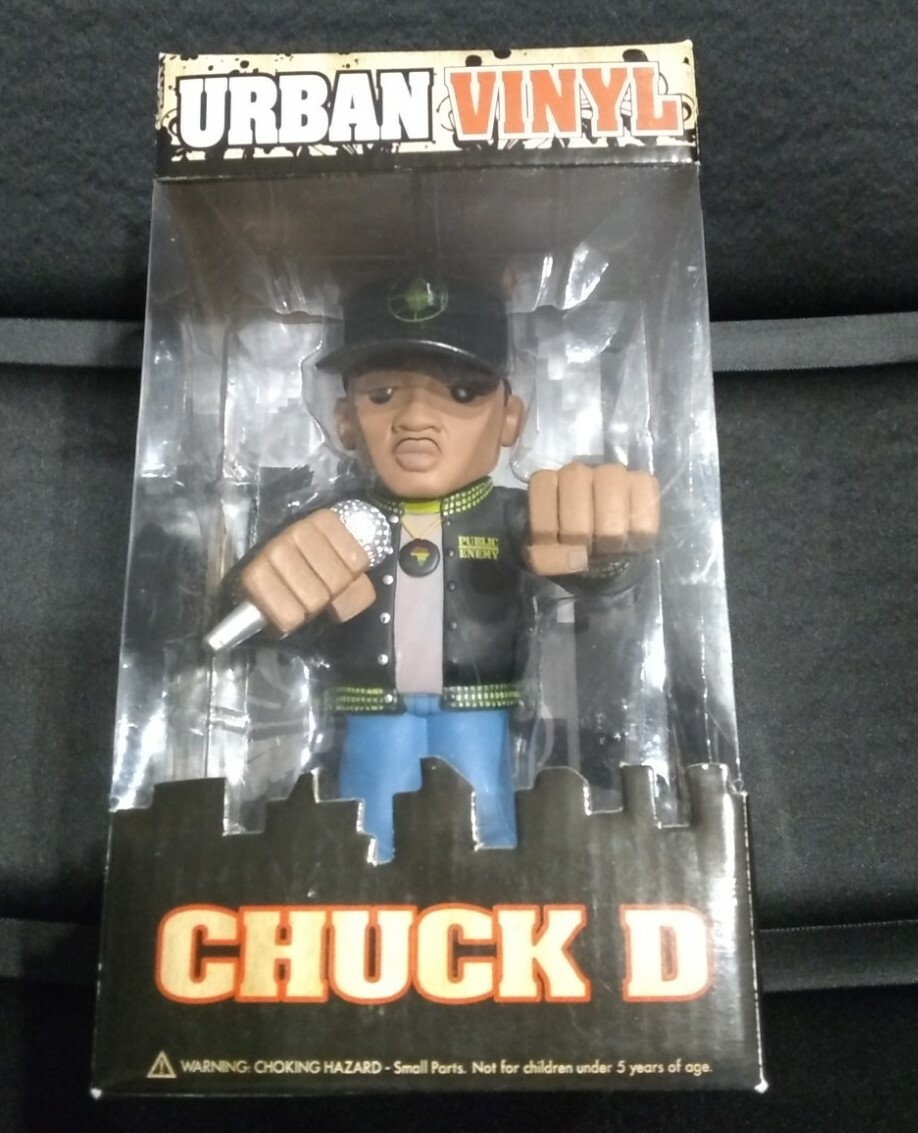 URBAN VINYL
PUBLIC
ENEMY
CHUCK D
WARNING: CHOKING HAZARD - Small Parts. Not for children under 5 years of age.